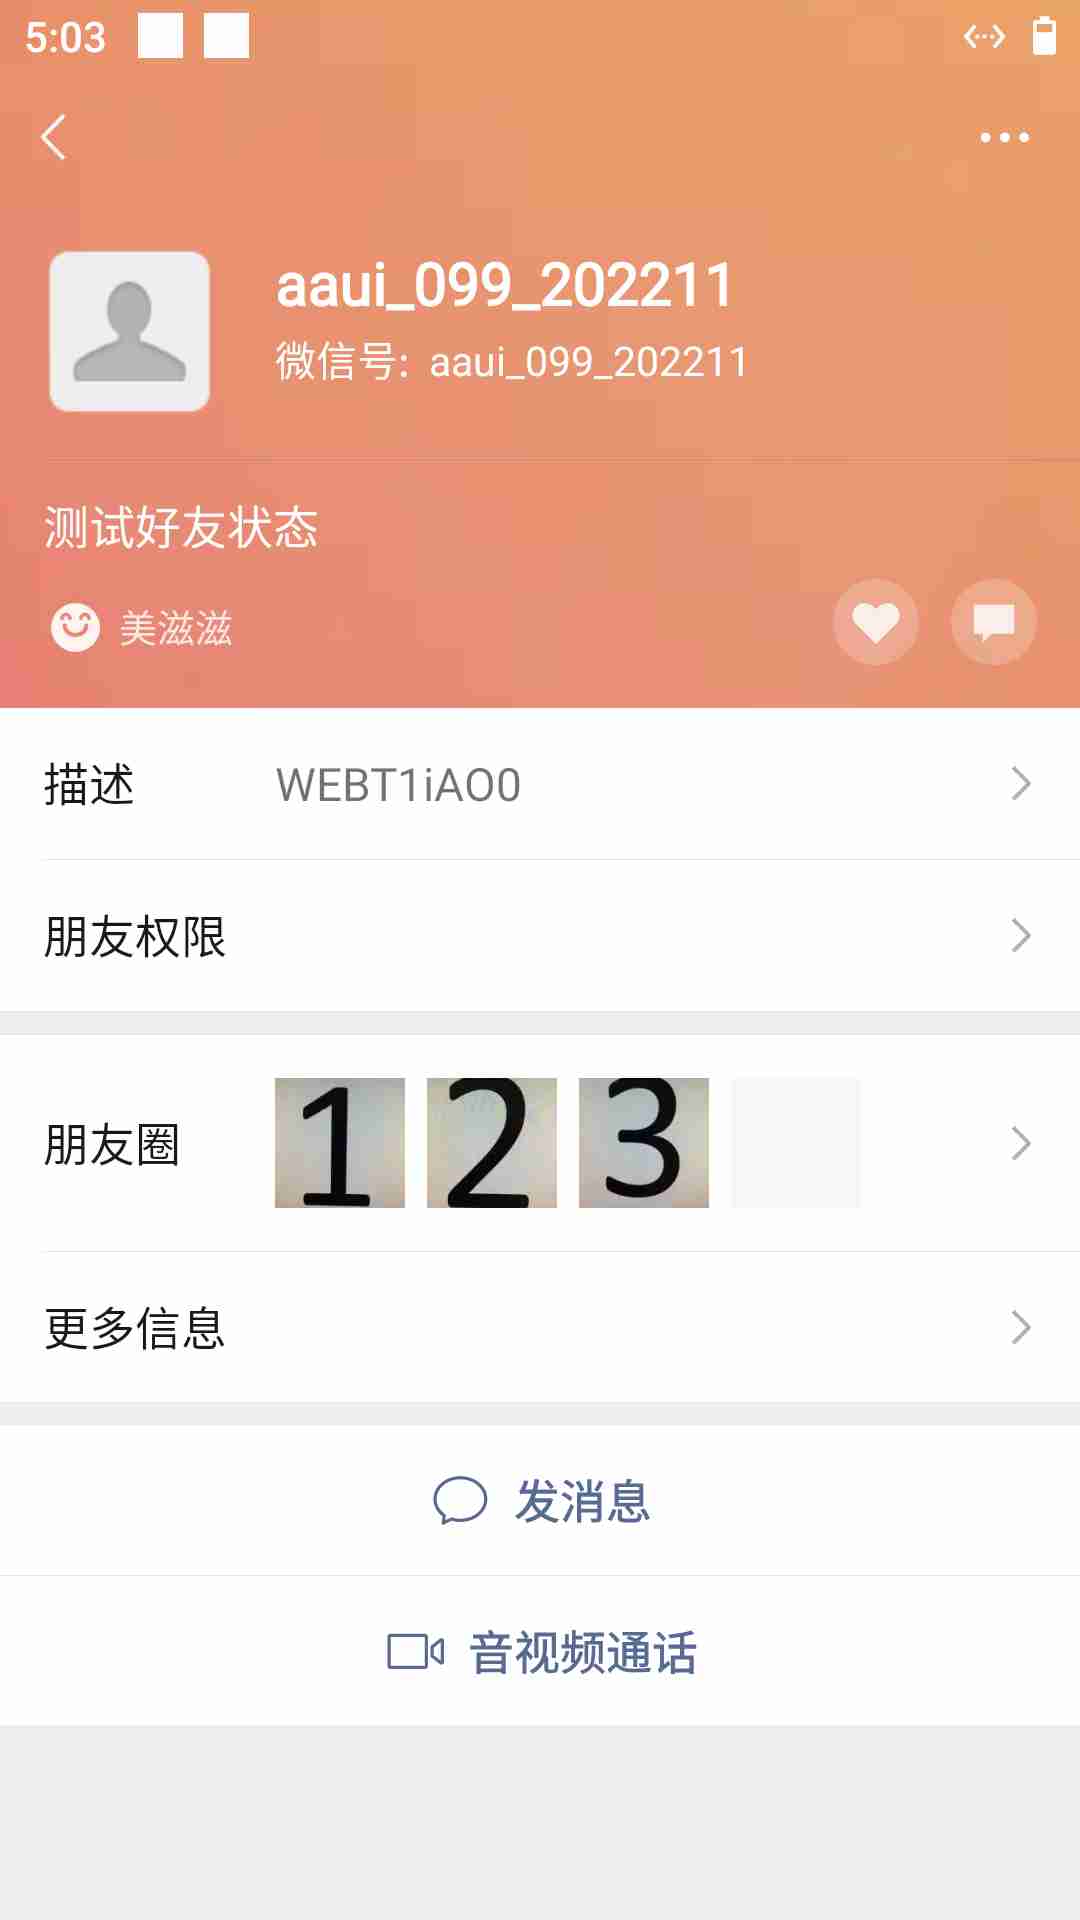 5:03
aaui_099_202211
微信号: aaui_099_202211
测试好友状态
美滋滋
描述 WEBT1iAO0
朋友权限
朋友圈 1 2 3
更多信息
发消息
音视频通话